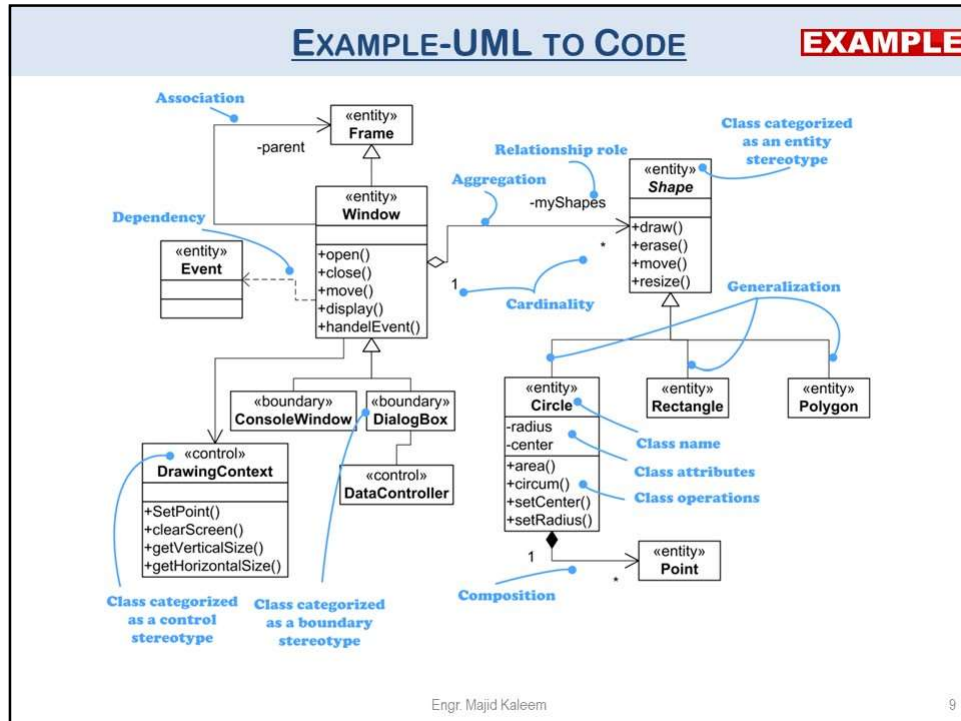 EXAMPLE-UML TO CODE
EXAMPLE
Association
«entity»
Frame
-parent
Relationship role
Class categorized
as an entity
stereotype
«entity»
Shape
+draw()
+erase()
+move()
+resize()
Aggregation
-myShapes
*
1
Cardinality
«entity»
Window
+open()
+close()
+move()
+display()
+handelEvent()
Dependency
«entity»
Event
Generalization
«boundary»
ConsoleWindow
«boundary»
DialogBox
«entity»
Circle
-radius
-center
+area()
+circum()
+setCenter()
+setRadius()
«entity»
Rectangle
«entity»
Polygon
Class name
Class attributes
Class operations
«control»
DrawingContext
+SetPoint()
+clearScreen()
+getVerticalSize()
+getHorizontalSize()
«control»
DataController
1
*
«entity»
Point
Composition
Class categorized
as a control
stereotype
Class categorized
as a boundary
stereotype
Engr. Majid Kaleem
9